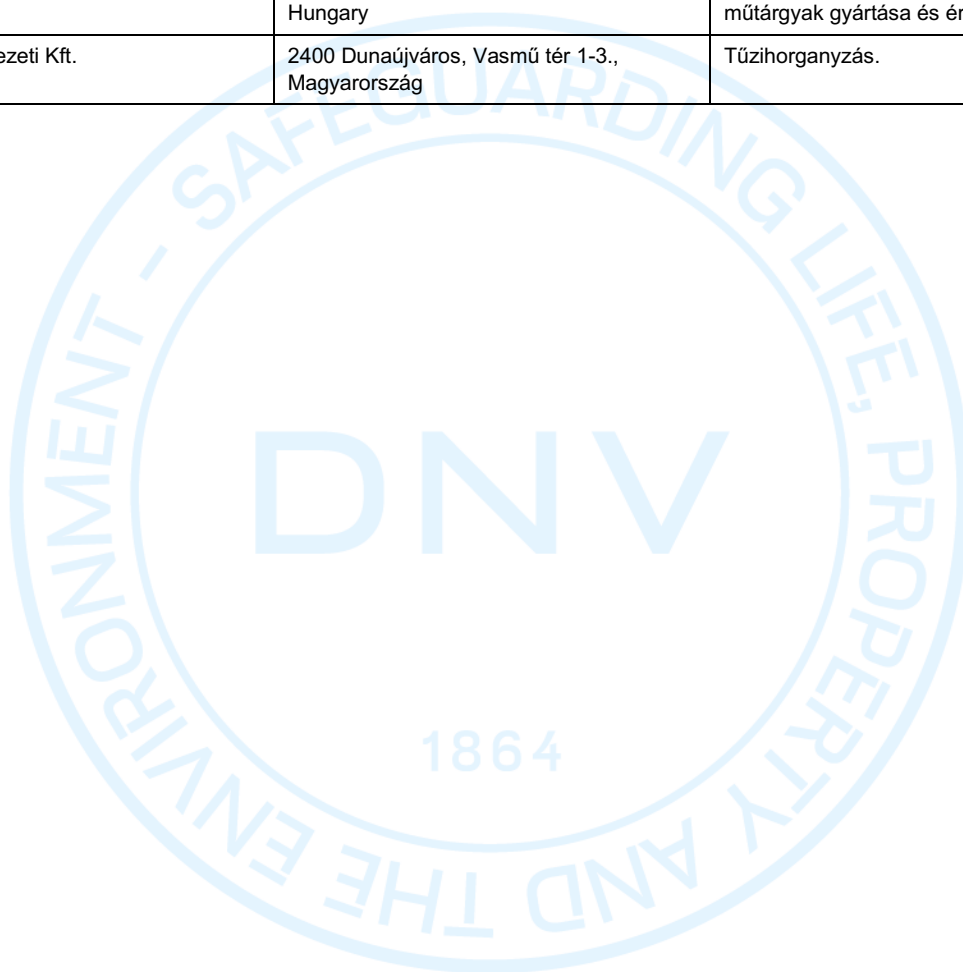 Hungary
műtárgyak gyártása és ér
ezeti Kft.
2400 Dunaújváros, Vasmű tér 1-3.,
Magyarország
Tűzihorganyzás.
SAFEGUARDING LIFE, PROPERTY AND THE ENVIRONMENT -
DNV
1864